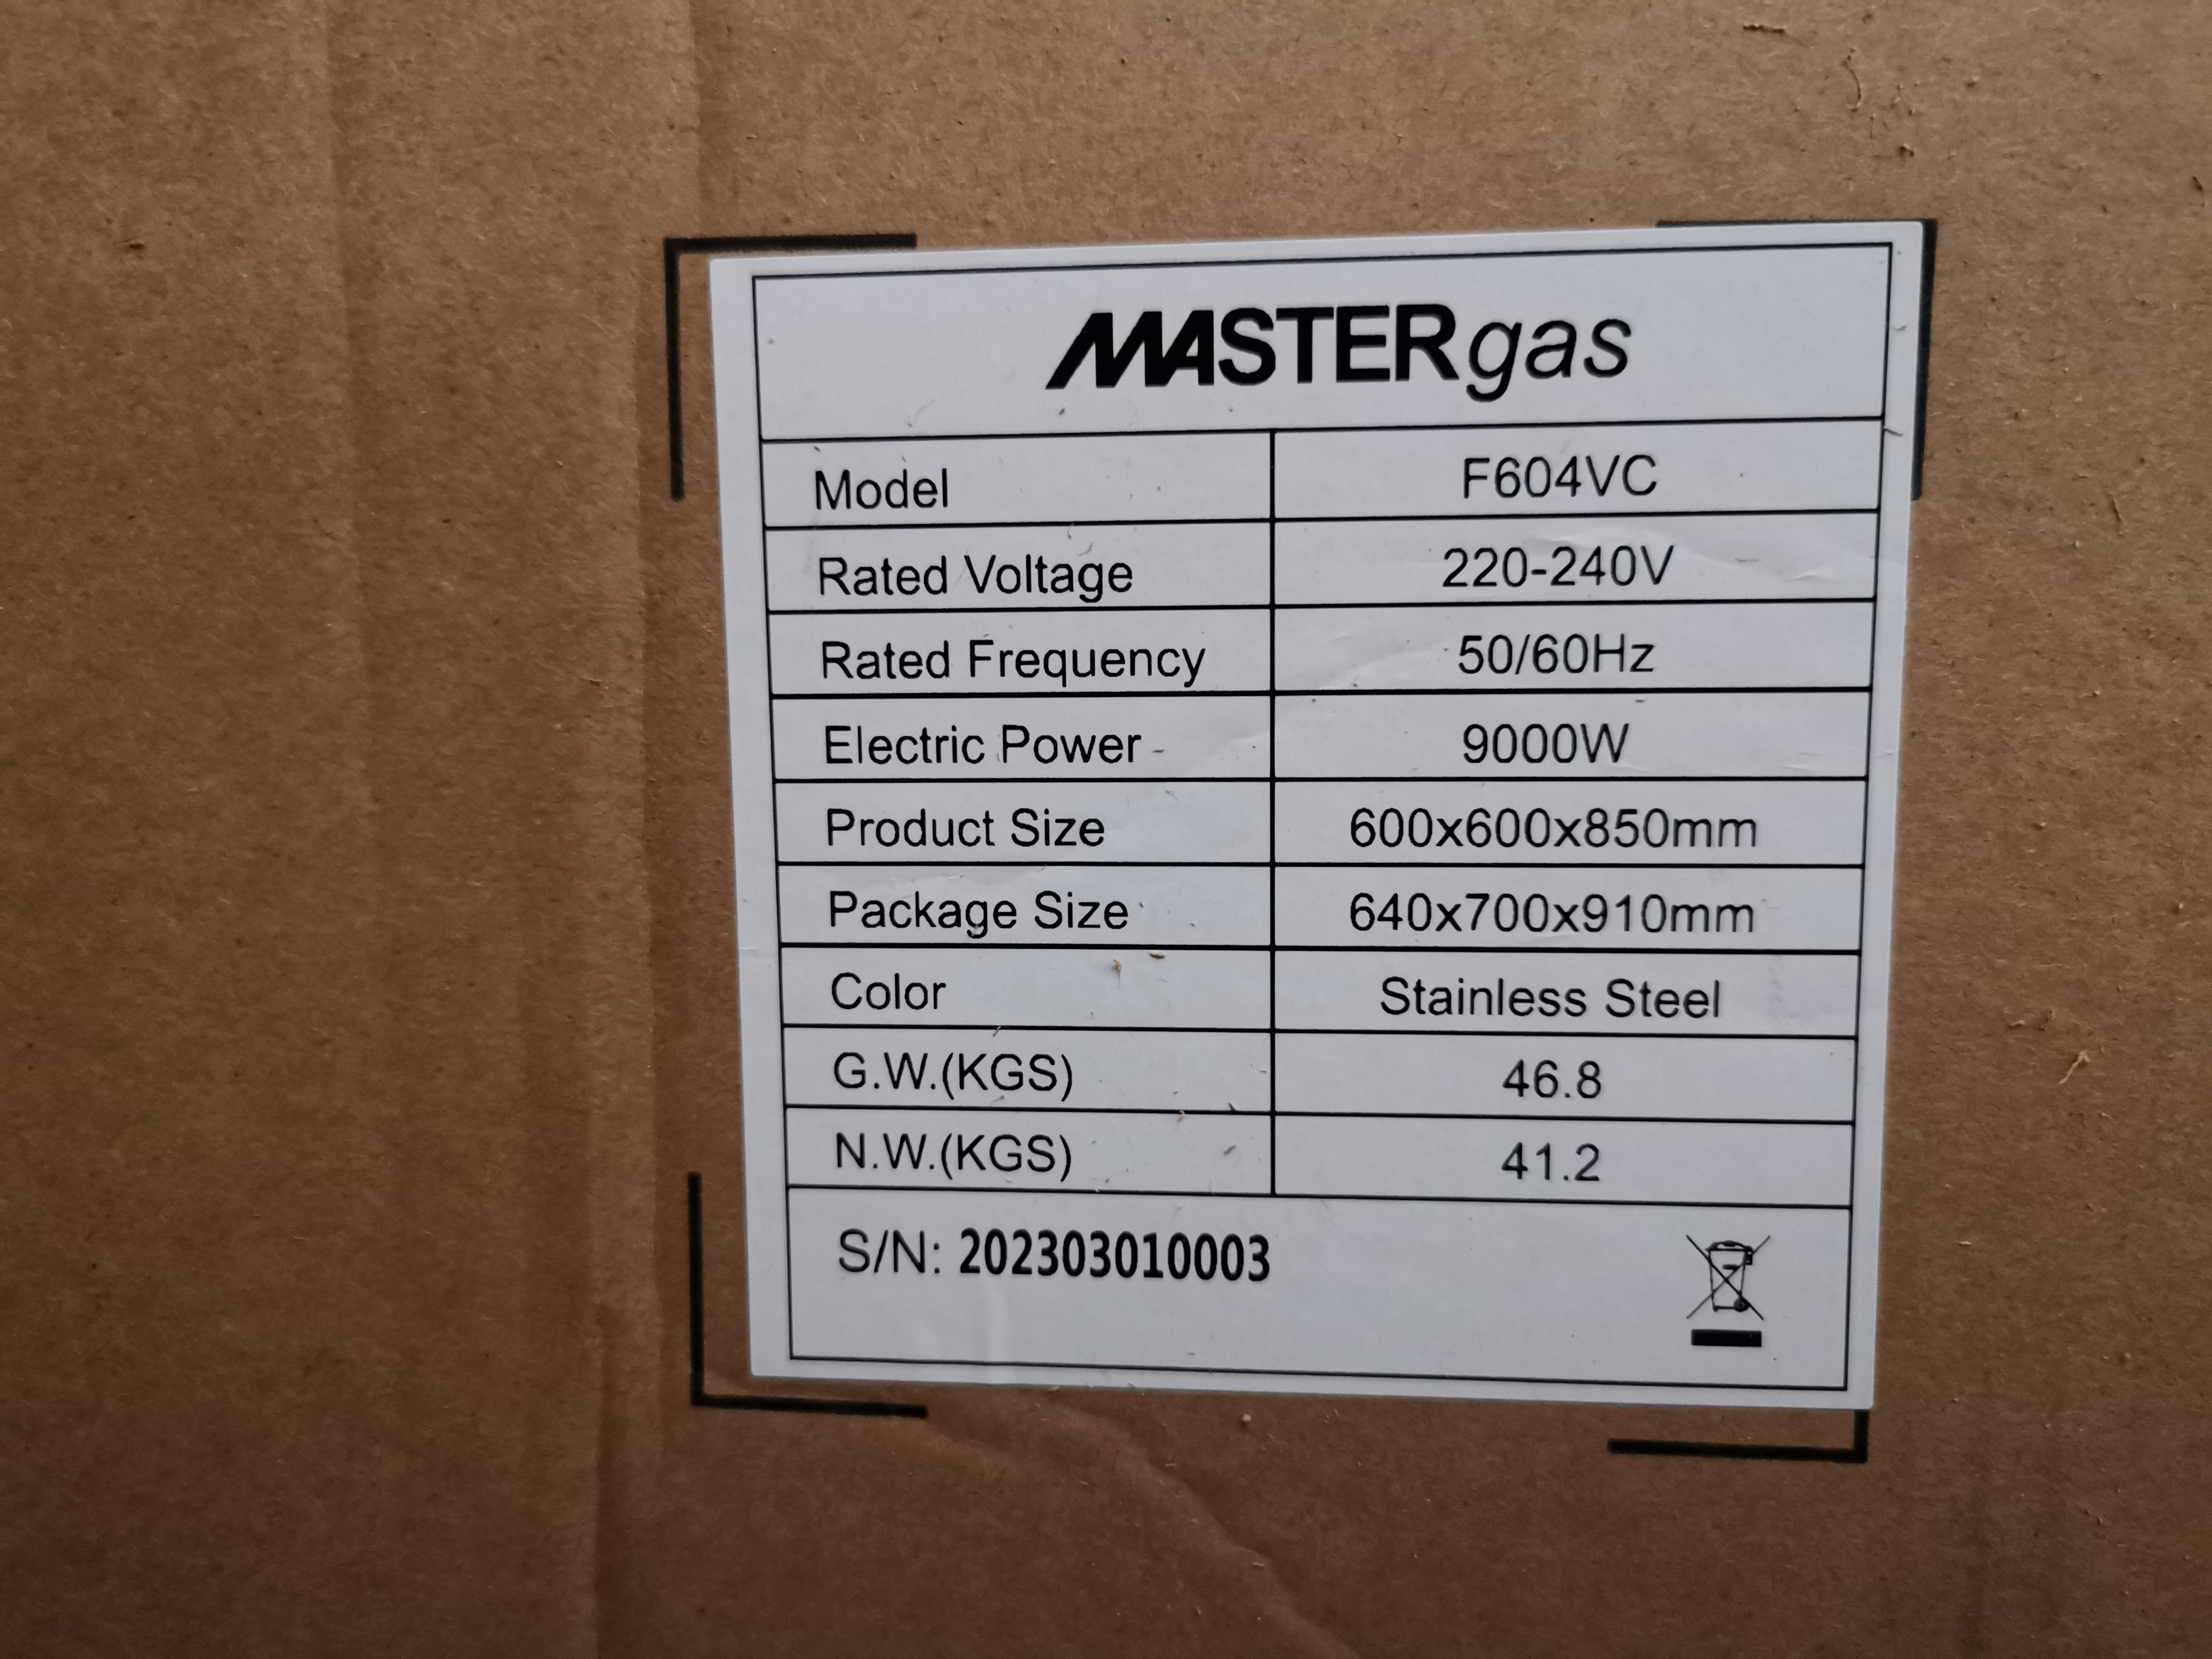 MASTERgas
Model F604VC
Rated Voltage 220-240V
Rated Frequency 50/60Hz
Electric Power 9000W
Product Size 600x600x850mm
Package Size 640x700x910mm
Color Stainless Steel
G.W.(KGS) 46.8
N.W.(KGS) 41.2
S/N: 202303010003